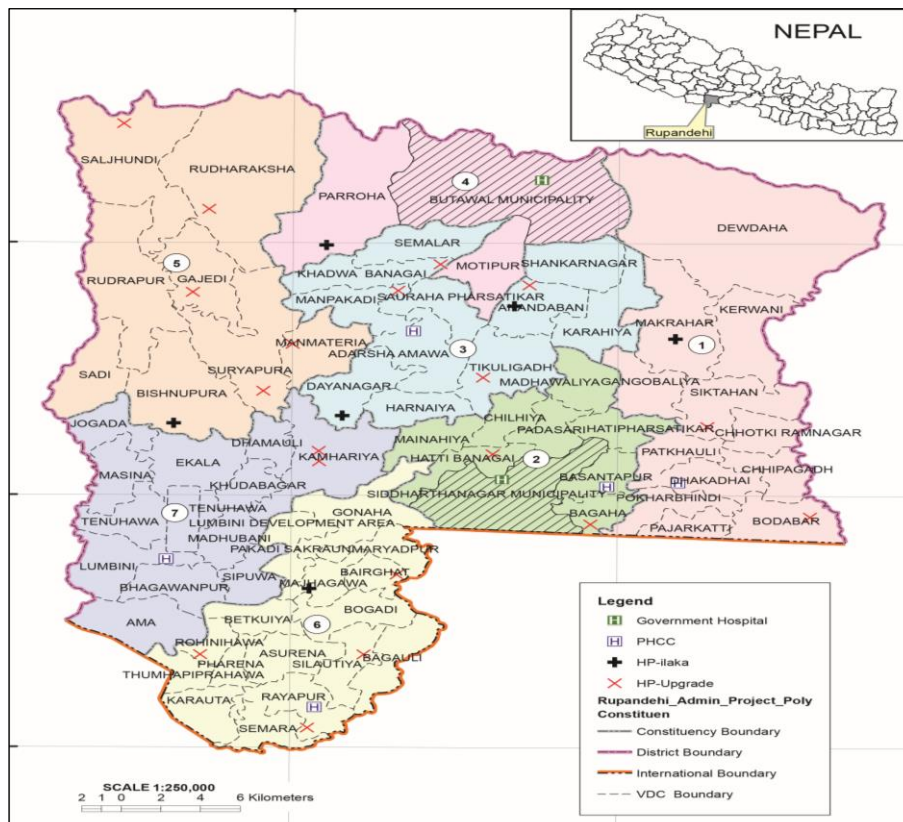 NEPAL
Rupandehi
SALJHUNDI
RUDHARAKSHA
PARROHA
4
H
BUTAWAL MUNICIPALITY
DEWDAHA
SEMALAR
5
RUDRAPUR
GAJEDI
KHADWA BANAGAI
MOTIPUR
SHANKARNAGAR
MANPAKADI
SAURAHA PHARSATIKAR
ANANDABAN
KERWANI
MAKRAHAR
H
KARAHIYA
1
MANMATERIA
ADARSHA AMAWA
3
SADI
SURYAPURA
TIKULIGADH
BISHNUPURA
DAYANAGAR
MADHAWALIYA
GANGOBALIYA
SIKTAHAN
HARNAIYA
JOGADA
CHILHIYA
PADASARI
HATIPHARSATIKAR
CHHOTKI RAMNAGAR
DHAMAULI
MAINAHIYA
KAMHARIYA
HATTI BANAGAI
2
PATKHAULI
EKALA
MASINA
KHUDABAGAR
BASANTAPUR
DHAKADHAI
CHHIPAGADH
H
SIDDHARTHANAGAR MUNICIPALITY
H
POKHARBHINDI
H
TENUHAWA
TENUHAWA
GONAHA
BAGAHA
PAJARKATTI
BODABAR
7
LUMBINI DEVELOPMENT AREA
MADHUBANI
PAKADI SAKRAUN
MARYADPUR
LUMBINI
H
SIPUWA
BAIRGHAT
BHAGAWANPUR
MAJHAGAWA
AMA
BETKUIYA
6
BOGADI
ROHINIHAWA
ASURENA
PHARENA
SILAUTIYA
BAGAULI
THUMHAPIPRAHAWA
KARAUTA
RAYAPUR
H
SEMARA
Legend
H Government Hospital
H PHCC
HP-ilaka
HP-Upgrade
Rupandehi_Admin_Project_Poly
Constituen
Constituency Boundary
District Boundary
International Boundary
VDC Boundary
SCALE 1:250,000
2 1 0 2 4 6 Kilometers